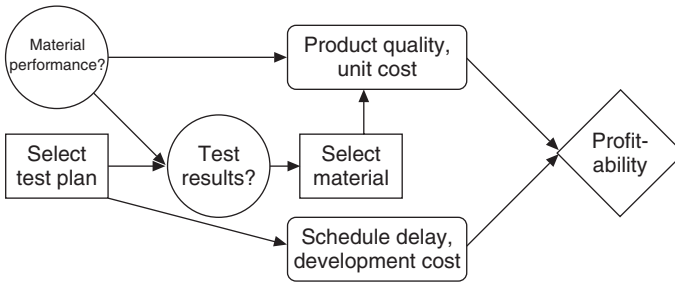 Material
performance?
Product quality,
unit cost
Select
test plan
Test
results?
Select
material
Profit-
ability
Schedule delay,
development cost